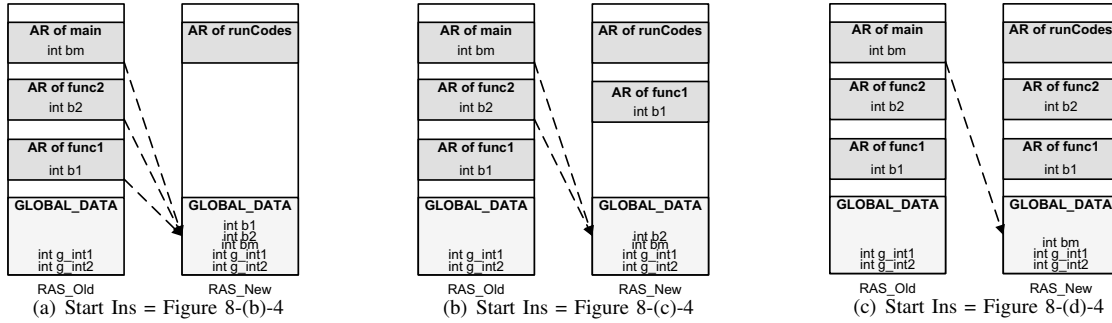 AR of main
int bm
AR of func2
int b2
AR of func1
int b1
GLOBAL_DATA
int g_int1
int g_int2
RAS_Old
AR of runCodes
GLOBAL_DATA
int b1
int b2
int bm
int g_int1
int g_int2
RAS_New
(a) Start Ins = Figure 8-(b)-4
AR of main
int bm
AR of func2
int b2
AR of func1
int b1
GLOBAL_DATA
int g_int1
int g_int2
RAS_Old
AR of runCodes
AR of func1
int b1
GLOBAL_DATA
int b2
int bm
int g_int1
int g_int2
RAS_New
(b) Start Ins = Figure 8-(c)-4
AR of main
int bm
AR of func2
int b2
AR of func1
int b1
GLOBAL_DATA
int g_int1
int g_int2
RAS_Old
AR of runCodes
AR of func2
int b2
AR of func1
int b1
GLOBAL_DATA
int bm
int g_int1
int g_int2
RAS_New
(c) Start Ins = Figure 8-(d)-4